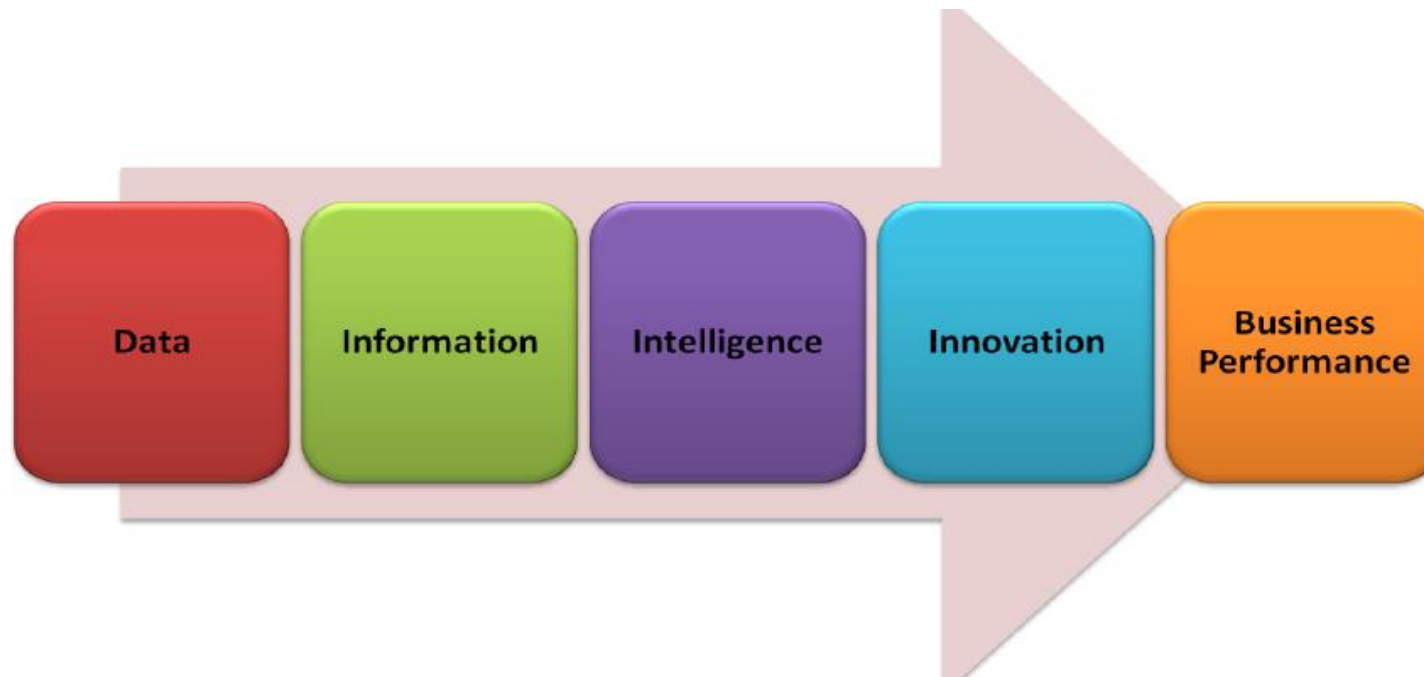 Data
Information
Intelligence
Innovation
Business
Performance